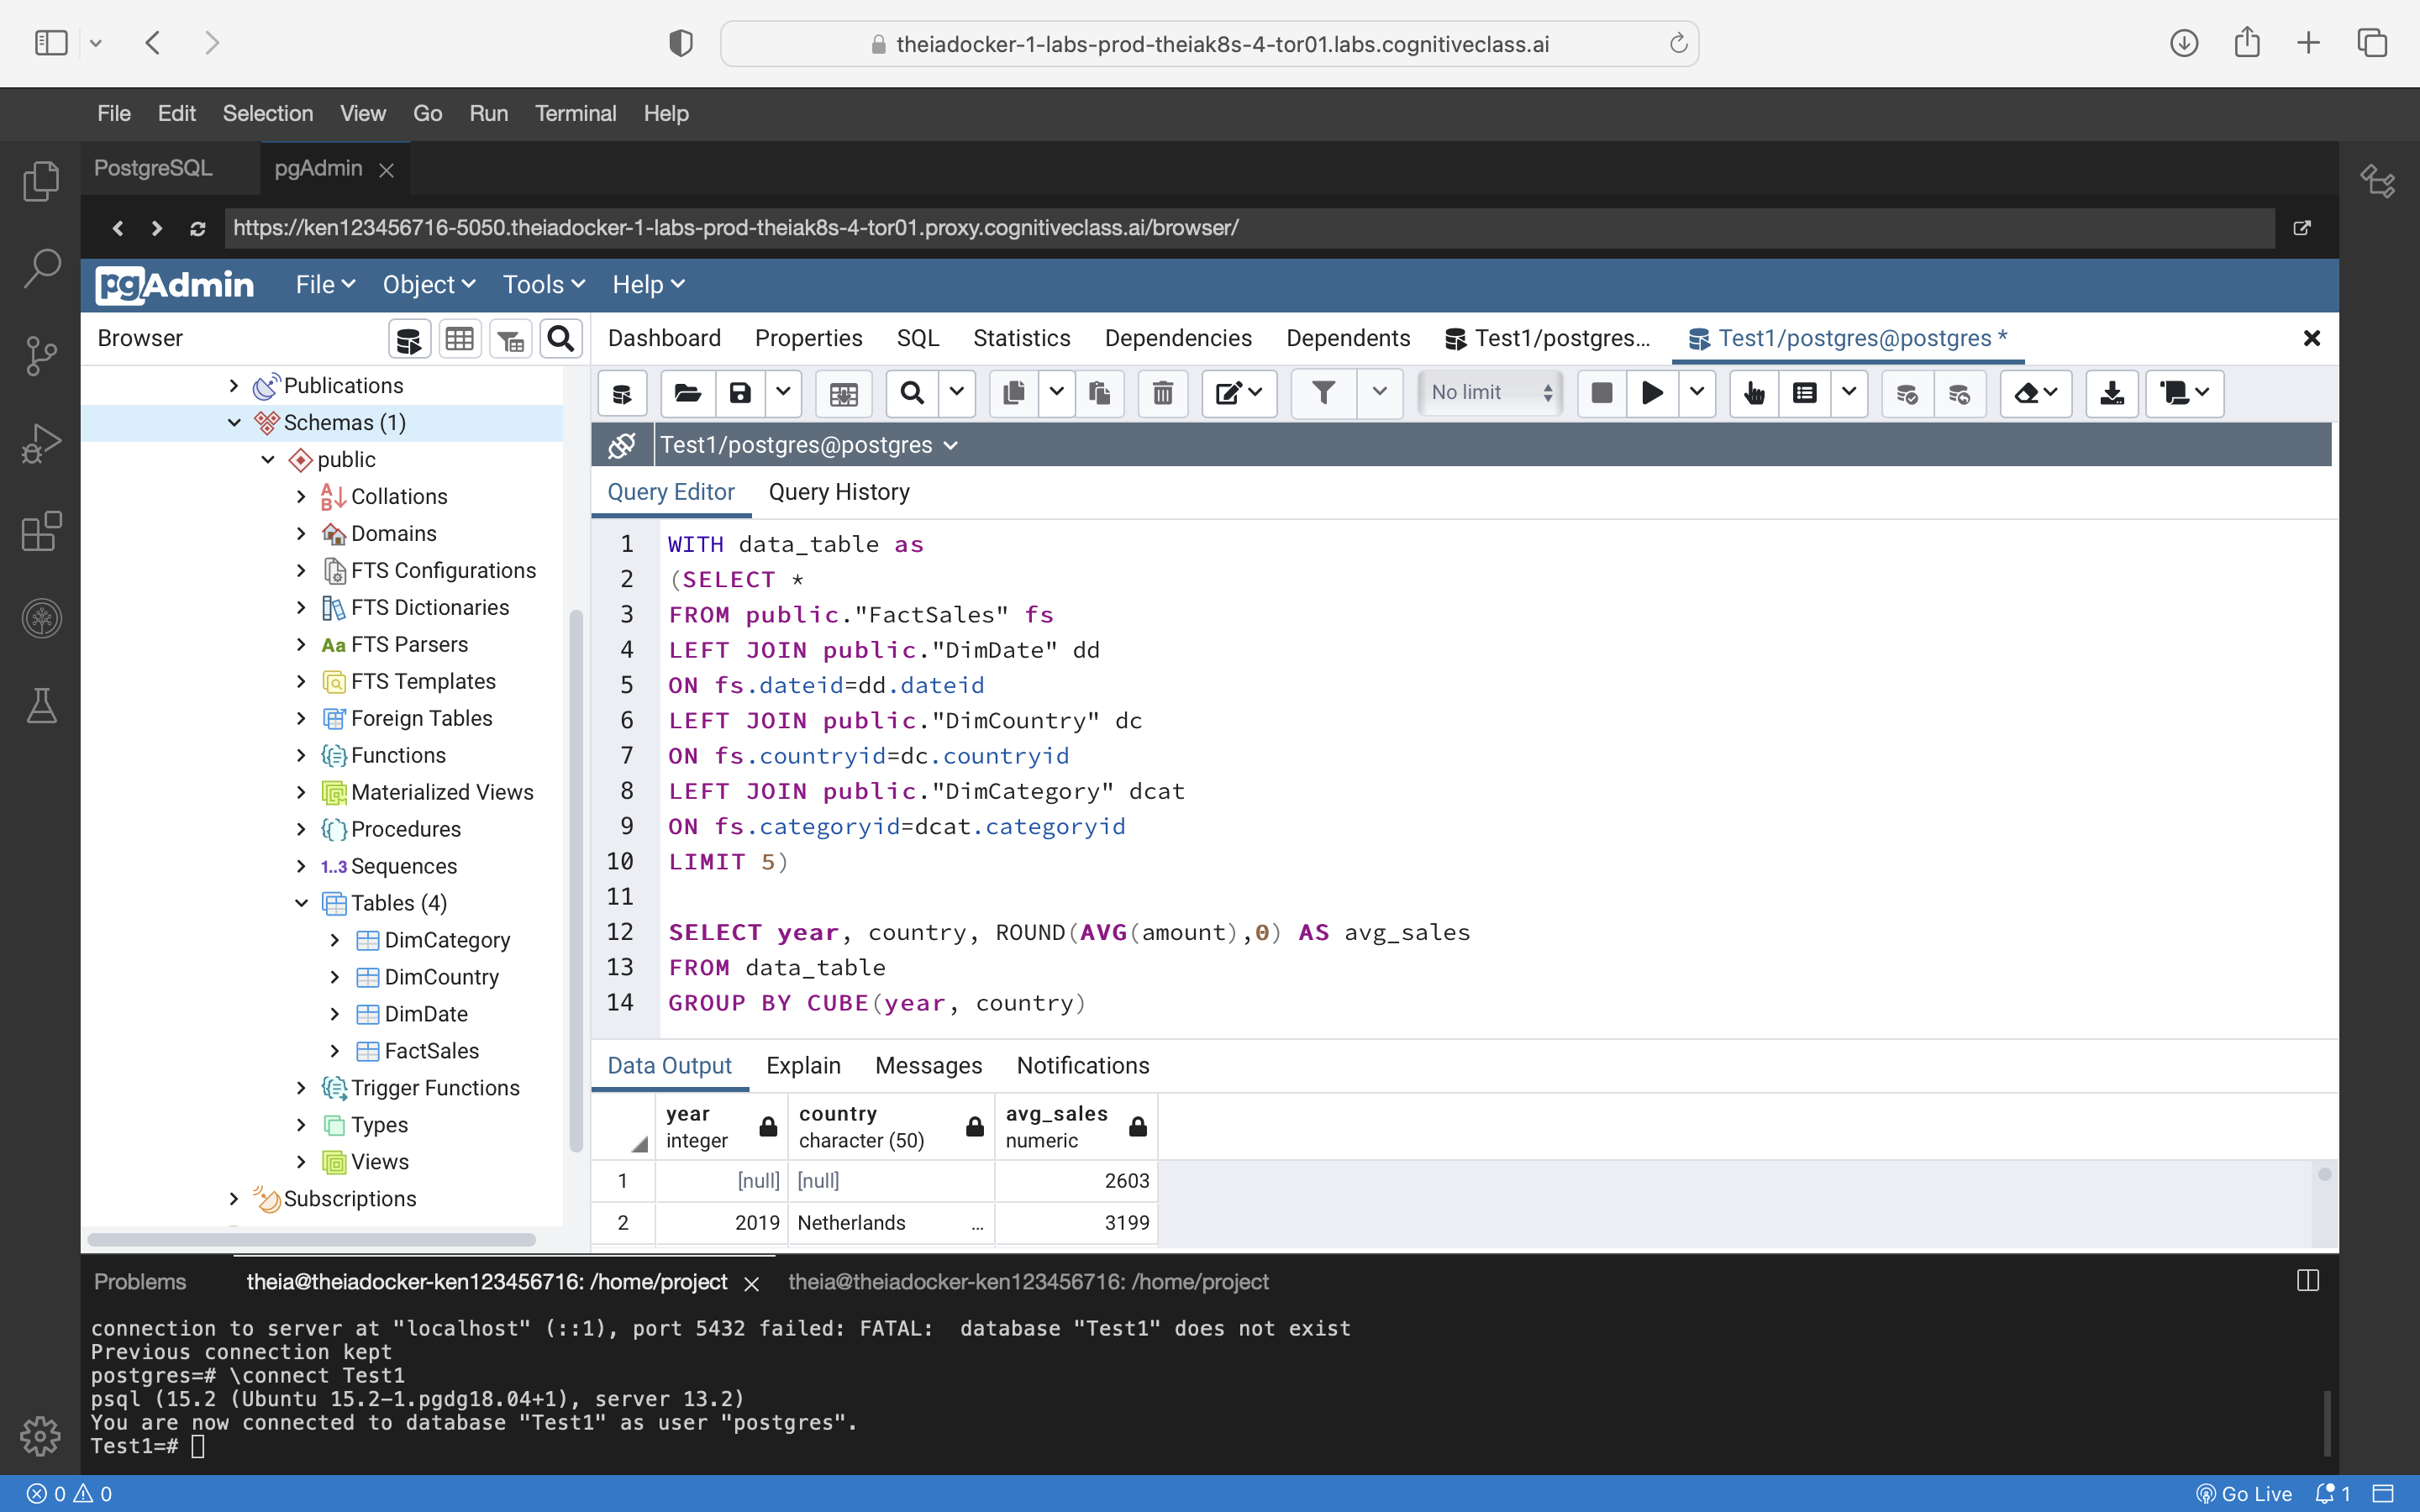 theiadocker-1-labs-prod-theiak8s-4-tor01.labs.cognitiveclass.ai
File Edit Selection View Go Run Terminal Help
PostgreSQL pgAdmin
https://ken123456716-5050.theiadocker-1-labs-prod-theiak8s-4-tor01.proxy.cognitiveclass.ai/browser/
pgAdmin File Object Tools Help
Browser
Dashboard Properties SQL Statistics Dependencies Dependents Test1/postgres... Test1/postgres@postgres *
No limit
Publications
Schemas (1)
public
Collations
Domains
FTS Configurations
FTS Dictionaries
FTS Parsers
FTS Templates
Foreign Tables
Functions
Materialized Views
Procedures
1..3 Sequences
Tables (4)
DimCategory
DimCountry
DimDate
FactSales
Trigger Functions
Types
Views
Subscriptions
Test1/postgres@postgres
Query Editor Query History
1 WITH data_table as
2 (SELECT *
3 FROM public."FactSales" fs
4 LEFT JOIN public."DimDate" dd
5 ON fs.dateid=dd.dateid
6 LEFT JOIN public."DimCountry" dc
7 ON fs.countryid=dc.countryid
8 LEFT JOIN public."DimCategory" dcat
9 ON fs.categoryid=dcat.categoryid
10 LIMIT 5)
11
12 SELECT year, country, ROUND(AVG(amount),0) AS avg_sales
13 FROM data_table
14 GROUP BY CUBE(year, country)
Data Output Explain Messages Notifications
year country avg_sales
integer character (50) numeric
1 [null] [null] 2603
2 2019 Netherlands ... 3199
Problems theia@theiadocker-ken123456716: /home/project theia@theiadocker-ken123456716: /home/project
connection to server at "localhost" (::1), port 5432 failed: FATAL:  database "Test1" does not exist
Previous connection kept
postgres=# \connect Test1
psql (15.2 (Ubuntu 15.2-1.pgdg18.04+1), server 13.2)
You are now connected to database "Test1" as user "postgres".
Test1=#
0 0 Go Live 1